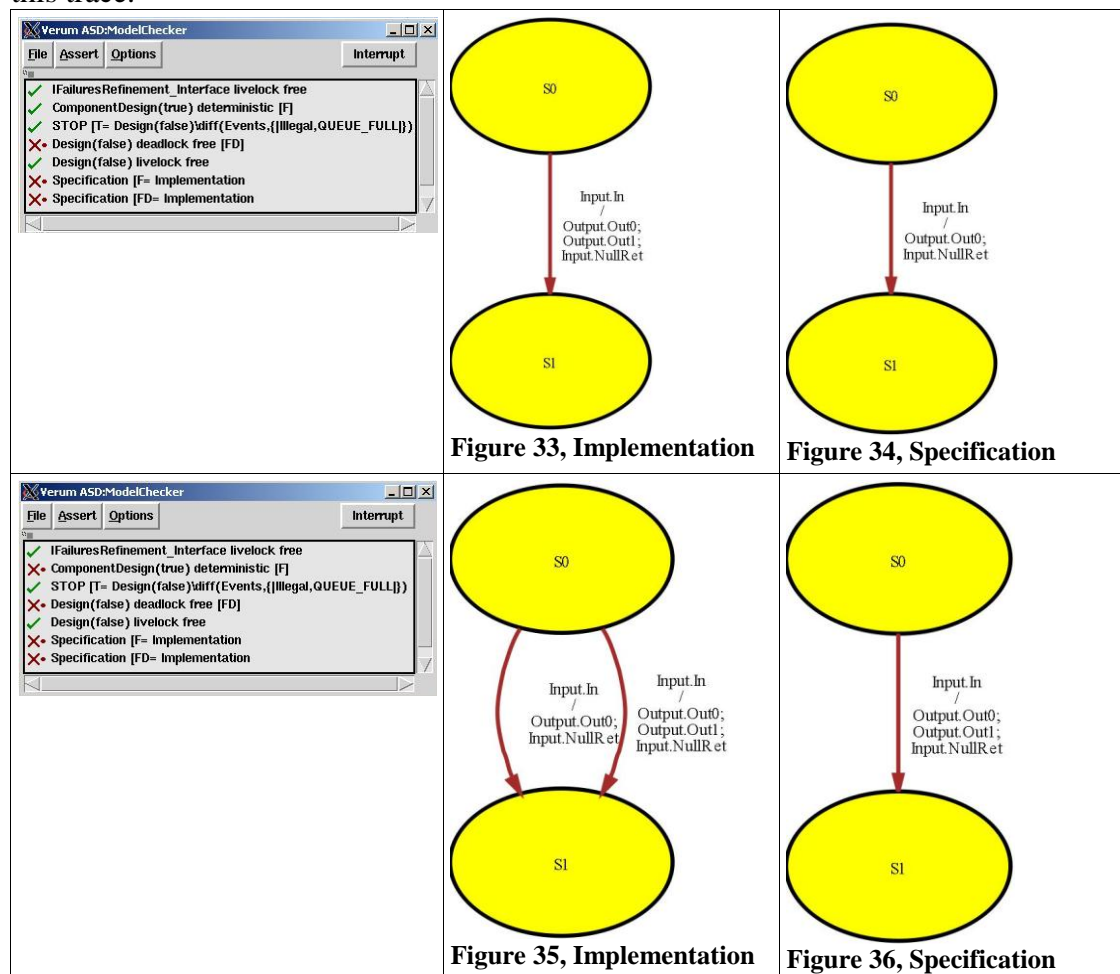 this trace.
Verum ASD:ModelChecker
File Assert Options Interrupt
IFailuresRefinement_Interface livelock free
ComponentDesign(true) deterministic [F]
STOP [T= Design(false)\diff(Events,{|Illegal,QUEUE_FULL|})
Design(false) deadlock free [FD]
Design(false) livelock free
Specification [F= Implementation
Specification [FD= Implementation
S0
Input.In
/
Output.Out0;
Output.Out1;
Input.NullRet
S1
Figure 33, Implementation
S0
Input.In
/
Output.Out0;
Input.NullRet
S1
Figure 34, Specification
Verum ASD:ModelChecker
File Assert Options Interrupt
IFailuresRefinement_Interface livelock free
ComponentDesign(true) deterministic [F]
STOP [T= Design(false)\diff(Events,{|Illegal,QUEUE_FULL|})
Design(false) deadlock free [FD]
Design(false) livelock free
Specification [F= Implementation
Specification [FD= Implementation
S0
Input.In
/
Output.Out0;
Input.NullRet
Input.In
/
Output.Out0;
Output.Out1;
Input.NullRet
S1
Figure 35, Implementation
S0
Input.In
/
Output.Out0;
Output.Out1;
Input.NullRet
S1
Figure 36, Specification